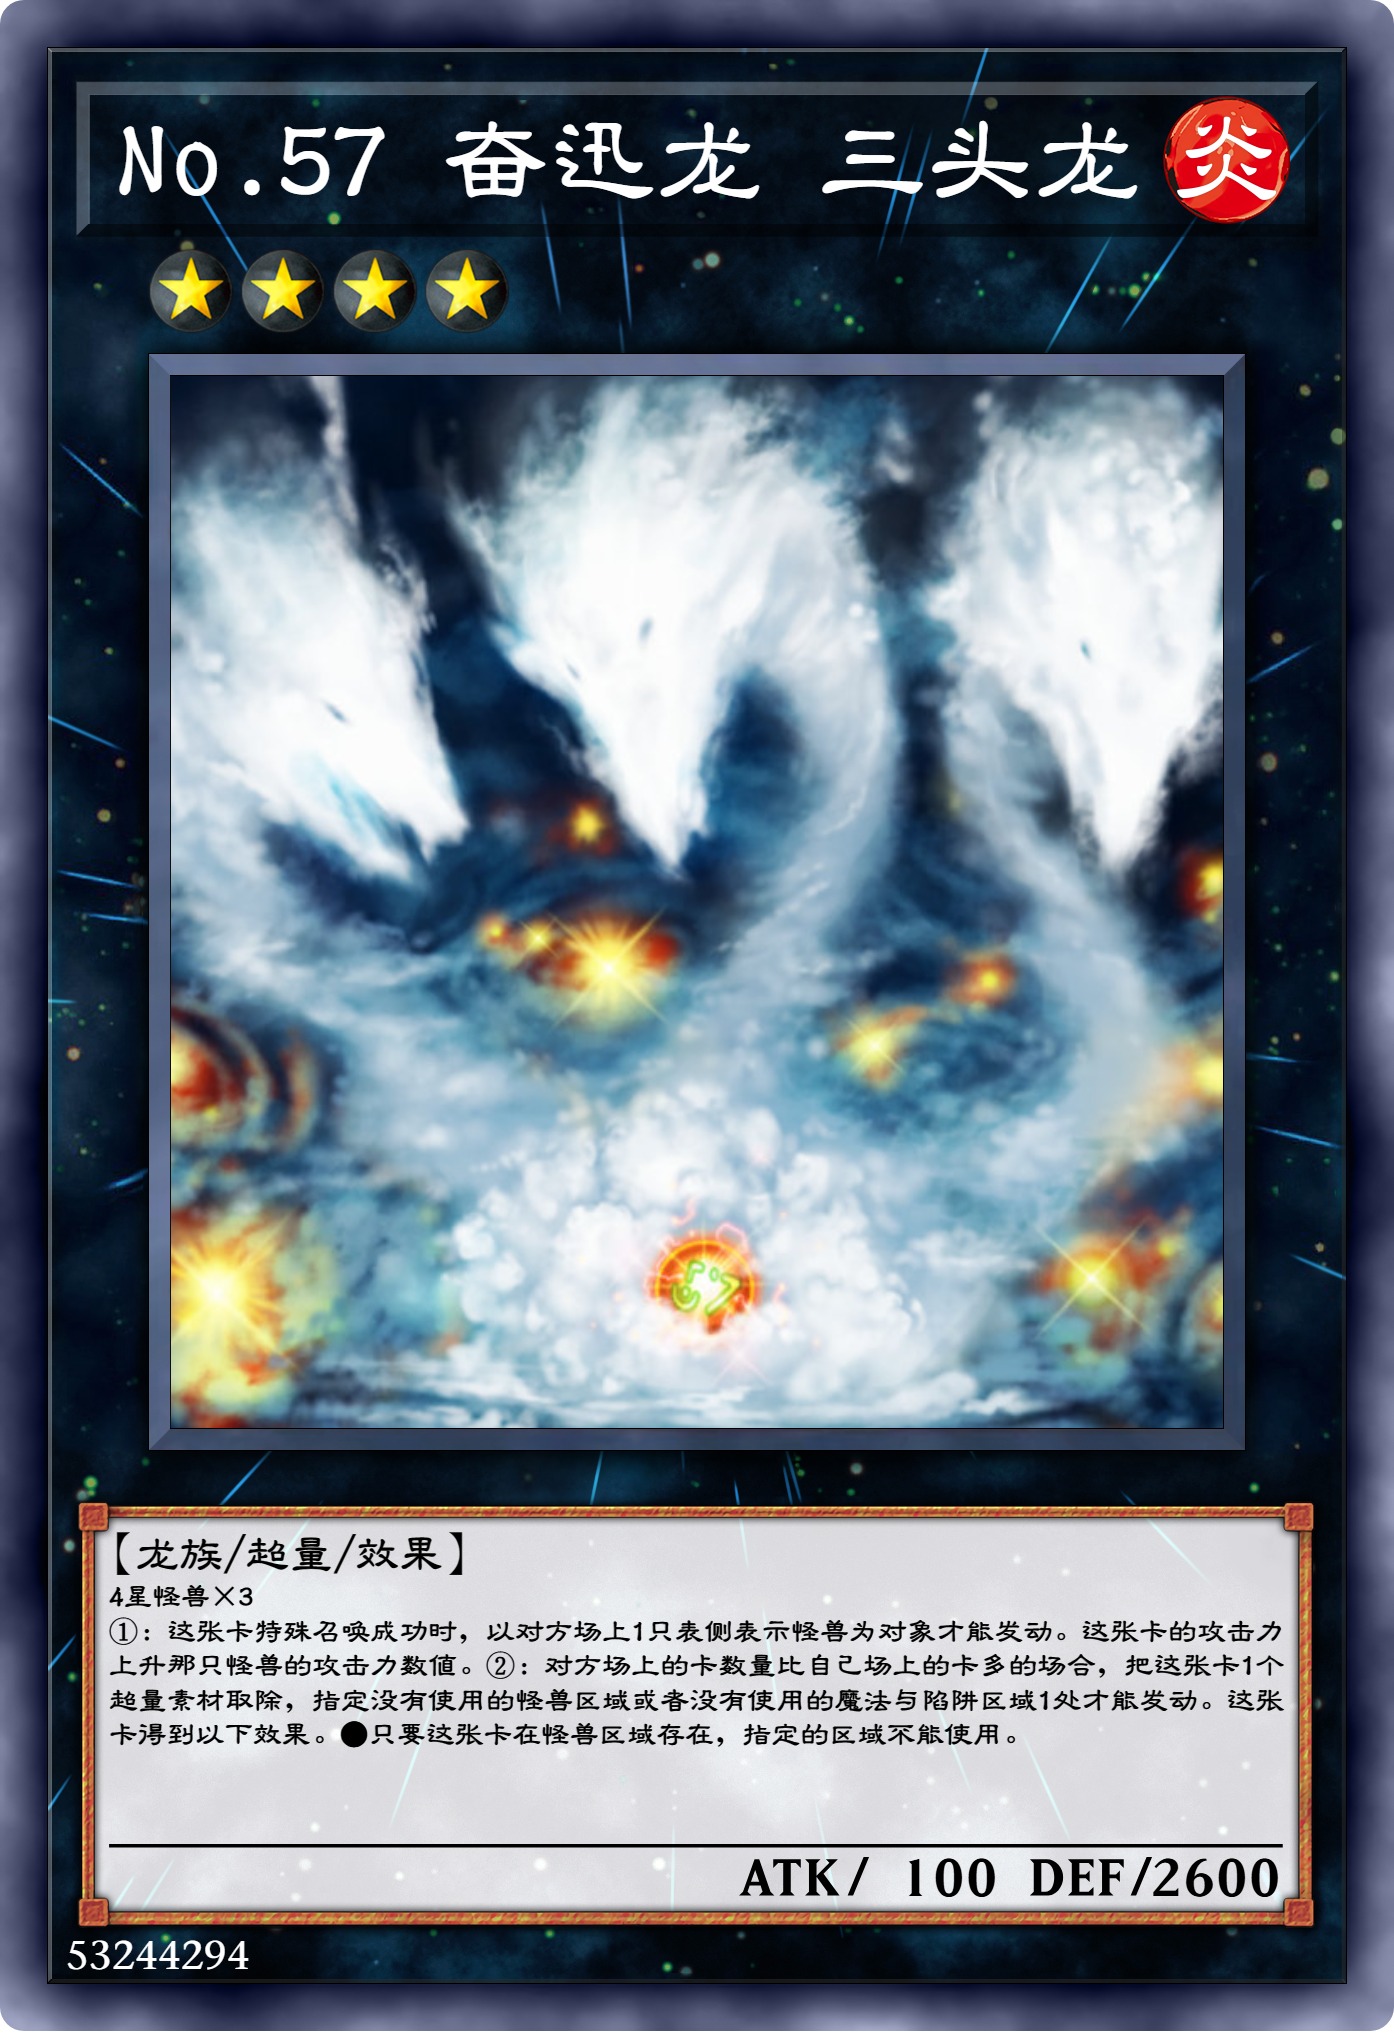 No.57 奋迅龙 三头龙 炎
57
【龙族/超量/效果】
4星怪兽×3
①：这张卡特殊召唤成功时，以对方场上1只表侧表示怪兽为对象才能发动。这张卡的攻击力
上升那只怪兽的攻击力数值。②：对方场上的卡数量比自己场上的卡多的场合，把这张卡1个
超量素材取除，指定没有使用的怪兽区域或者没有使用的魔法与陷阱区域1处才能发动。这张
卡得到以下效果。●只要这张卡在怪兽区域存在，指定的区域不能使用。
ATK/ 100 DEF/2600
53244294